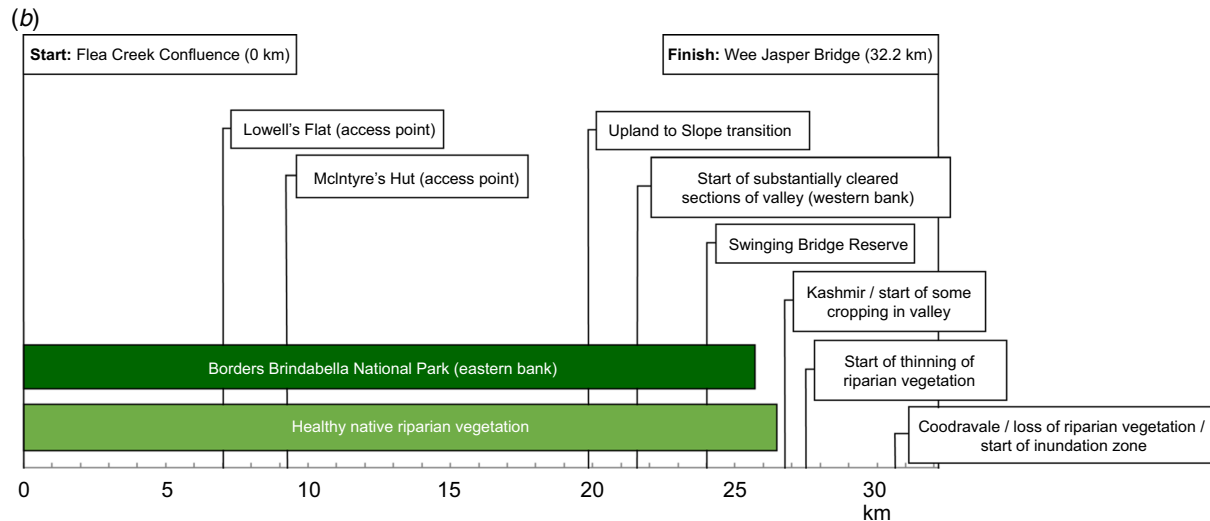 (b)
Start: Flea Creek Confluence (0 km)
Finish: Wee Jasper Bridge (32.2 km)
Lowell's Flat (access point)
Upland to Slope transition
McIntyre's Hut (access point)
Start of substantially cleared
sections of valley (western bank)
Swinging Bridge Reserve
Kashmir / start of some
cropping in valley
Borders Brindabella National Park (eastern bank)
Start of thinning of
riparian vegetation
Healthy native riparian vegetation
Coodravale / loss of riparian vegetation /
start of inundation zone
0 5 10 15 20 25 30
km